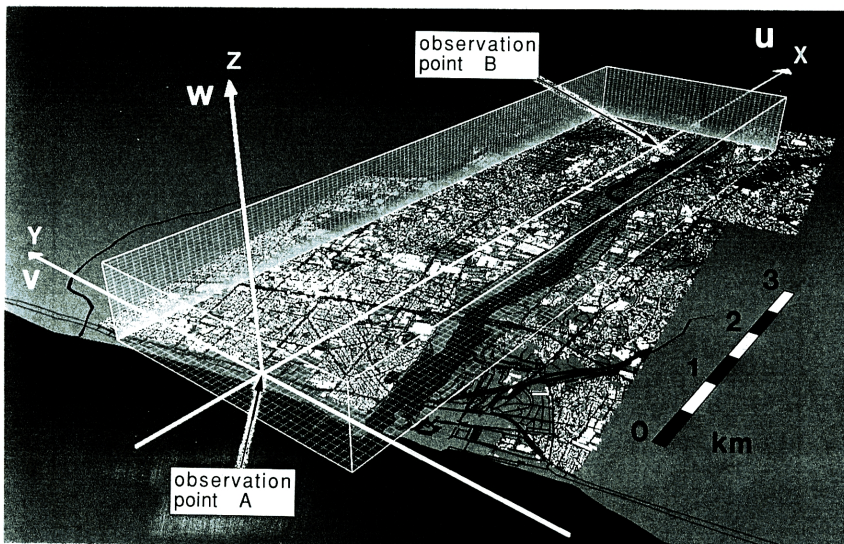 observation
point B
u
X
Z
W
Y
V
3
2
1
0
km
observation
point A